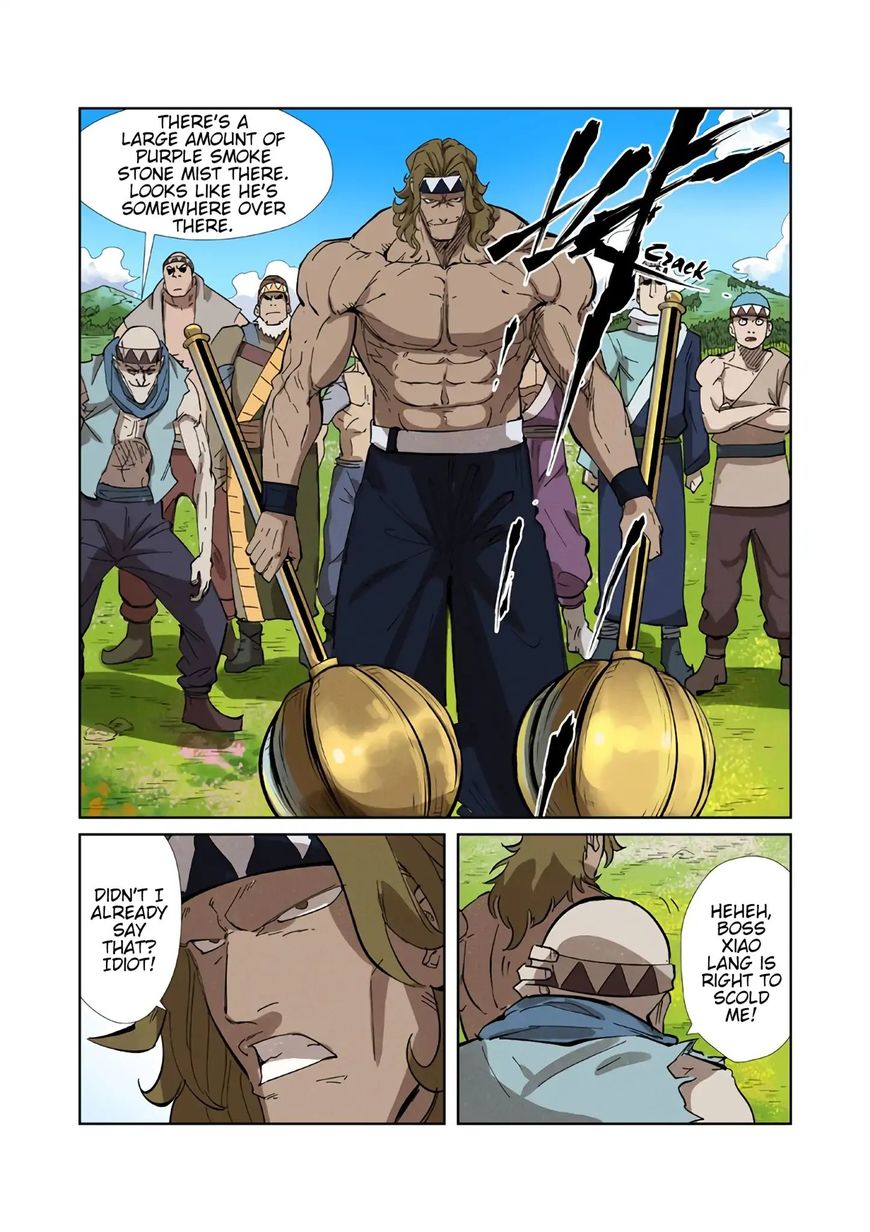 THERE'S A
LARGE AMOUNT OF
PURPLE SMOKE
STONE MIST THERE.
LOOKS LIKE HE'S
SOMEWHERE OVER
THERE.
Crack
DIDN'T I
ALREADY
SAY
THAT?
IDIOT!
HEHEH,
BOSS
XIAO
LANG IS
RIGHT TO
SCOLD
ME!